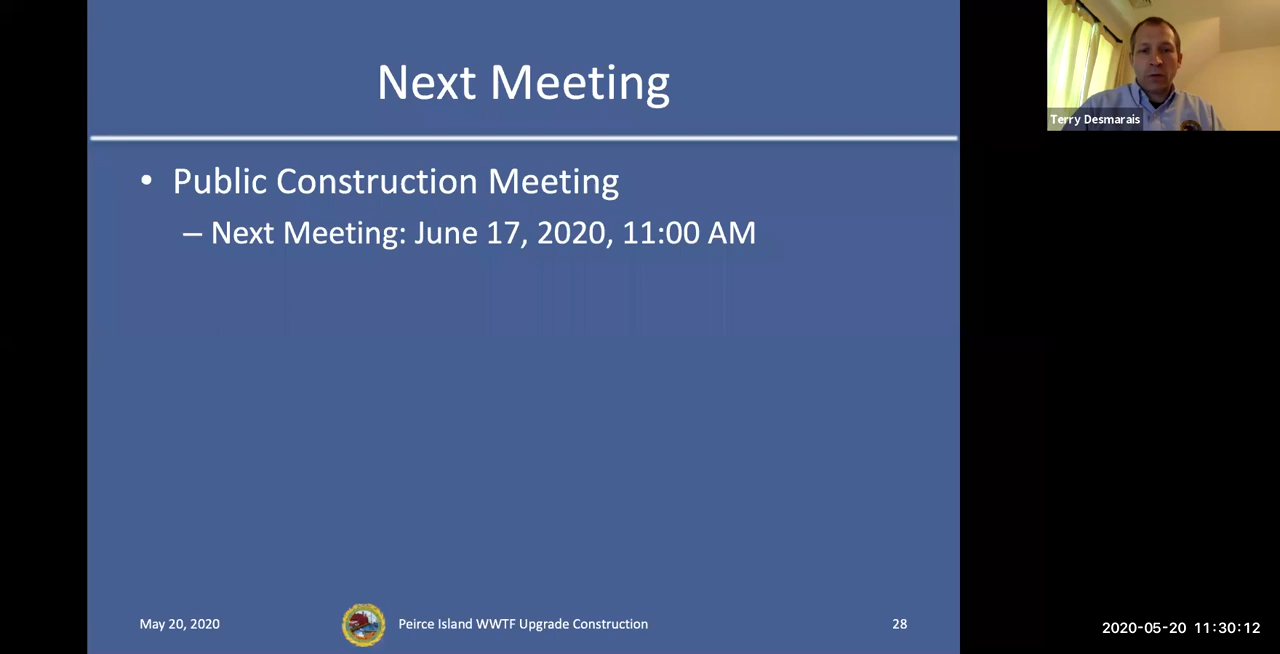 Next Meeting
• Public Construction Meeting
– Next Meeting: June 17, 2020, 11:00 AM
May 20, 2020
Peirce Island WWTF Upgrade Construction
28
Terry Desmarais
2020-05-20 11:30:12